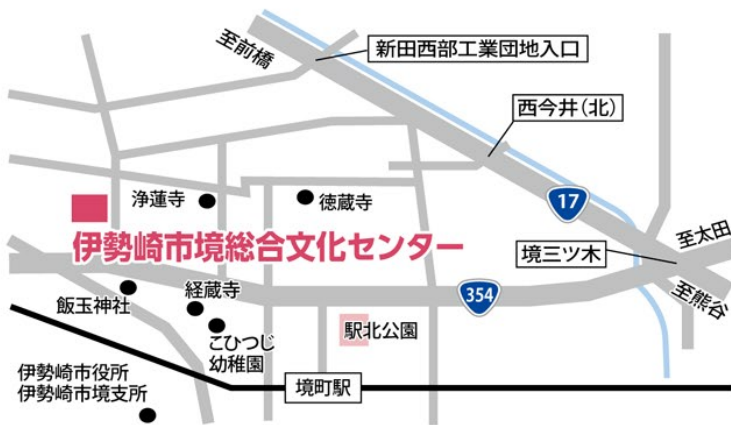 至前橋
新田西部工業団地入口
西今井(北)
浄蓮寺
徳蔵寺
17
伊勢崎市境総合文化センター
境三ツ木
至太田
至熊谷
飯玉神社
経蔵寺
354
こひつじ
幼稚園
駅北公園
伊勢崎市役所
伊勢崎市境支所
境町駅